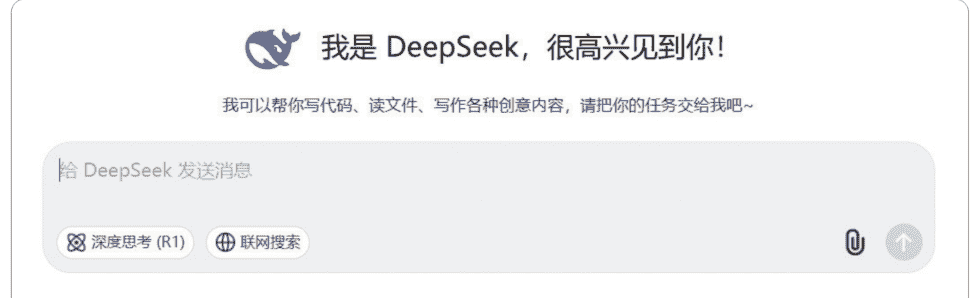 我是 DeepSeek，很高兴见到你！
我可以帮你写代码、读文件、写作各种创意内容，请把你的任务交给我吧~
给 DeepSeek 发送消息
深度思考 (R1) 联网搜索